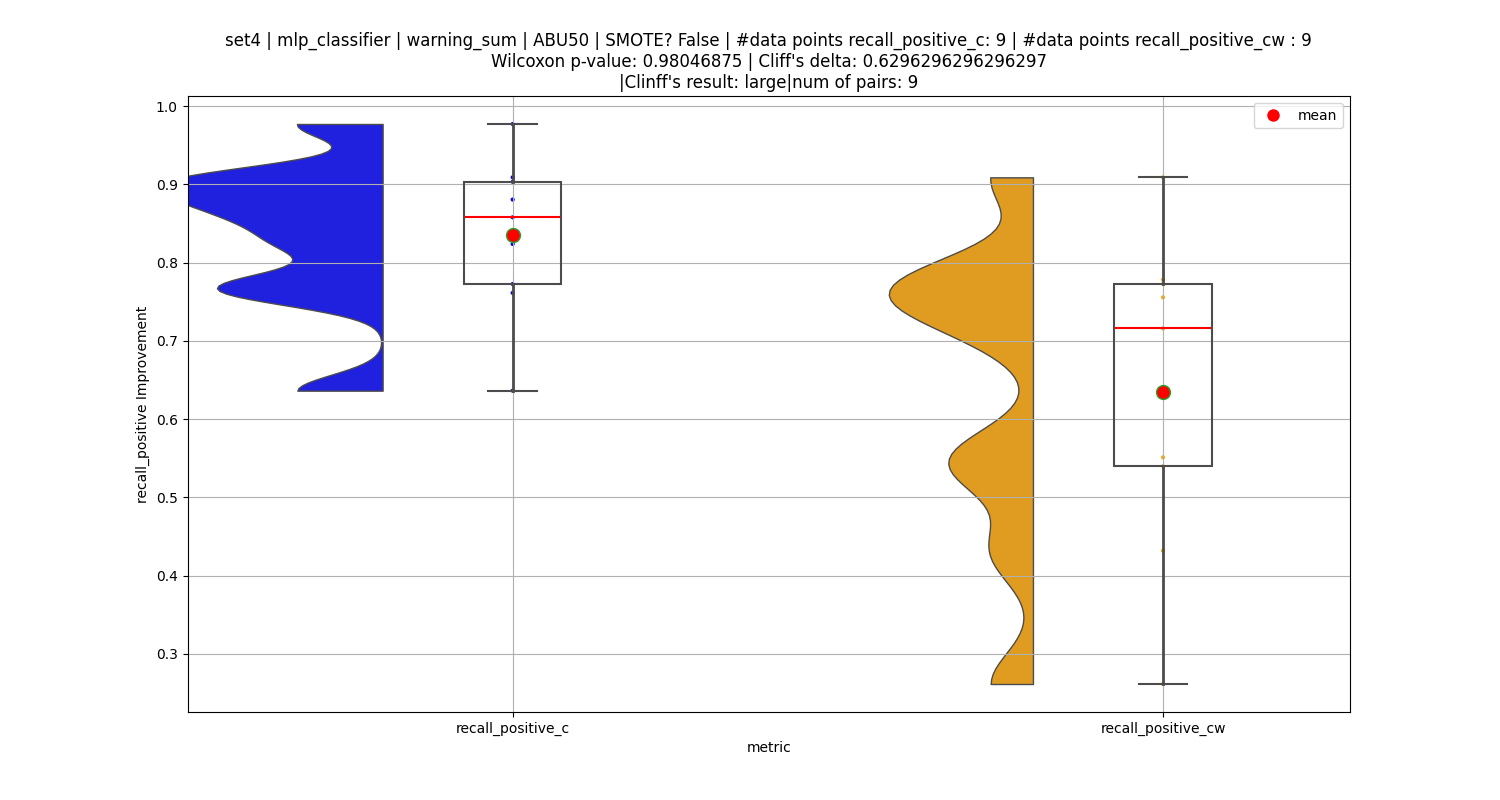 set4 | mlp_classifier | warning_sum | ABU50 | SMOTE? False | #data points recall_positive_c: 9 | #data points recall_positive_cw : 9
Wilcoxon p-value: 0.98046875 | Cliff's delta: 0.6296296296296297
|Clinff's result: large|num of pairs: 9
mean
1.0
0.9
0.8
0.7
0.6
0.5
0.4
0.3
recall_positive Improvement
recall_positive_c
recall_positive_cw
metric